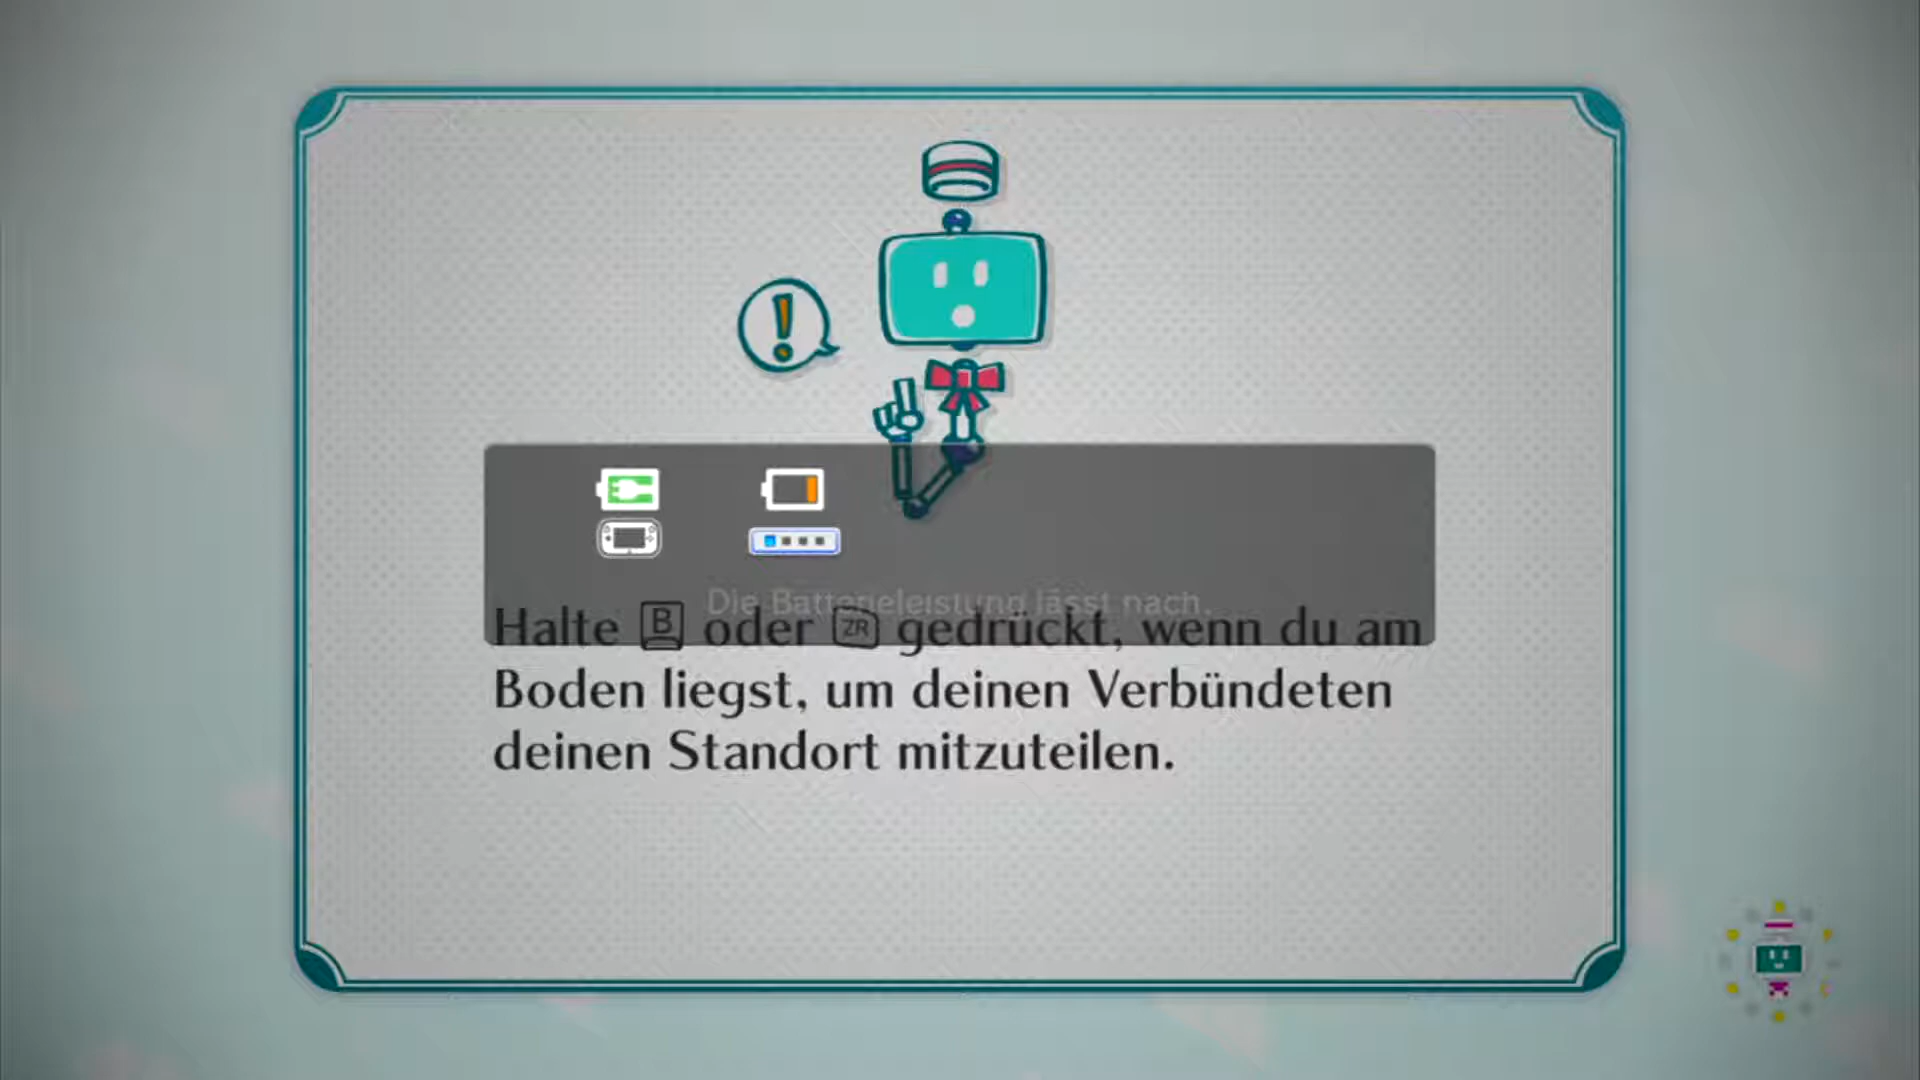 Die Batterieleistung lässt nach.
Halte B oder ZR gedrückt, wenn du am
Boden liegst, um deinen Verbündeten
deinen Standort mitzuteilen.